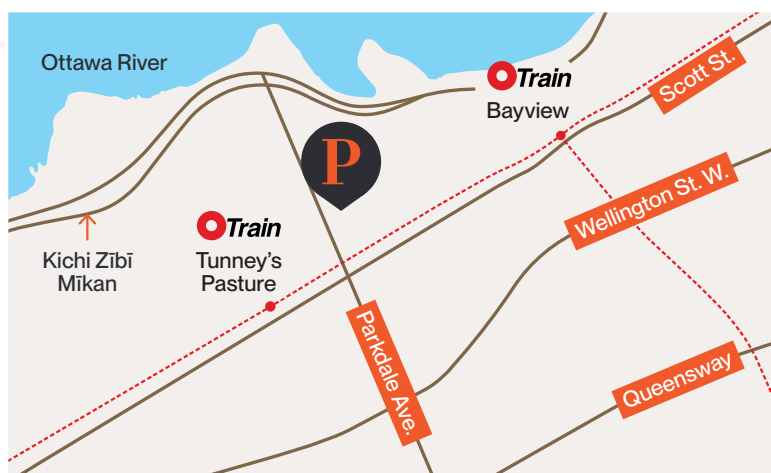 Ottawa River
Train
Bayview
Scott St.
P
Wellington St. W.
Train
Tunney's
Pasture
Kichi Zībī
Mīkan
Parkdale Ave.
Queensway